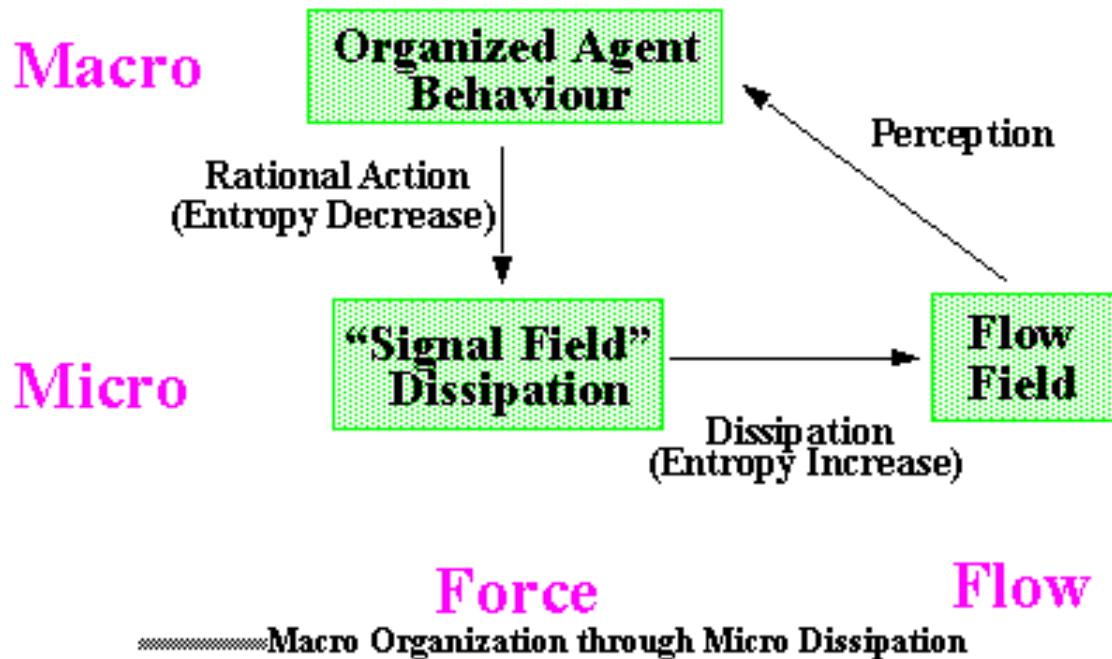 Macro
Organized Agent
Behaviour
Perception
Rational Action
(Entropy Decrease)
Micro
“Signal Field”
Dissipation
Flow
Field
Dissipation
(Entropy Increase)
Force
Flow
Macro Organization through Micro Dissipation